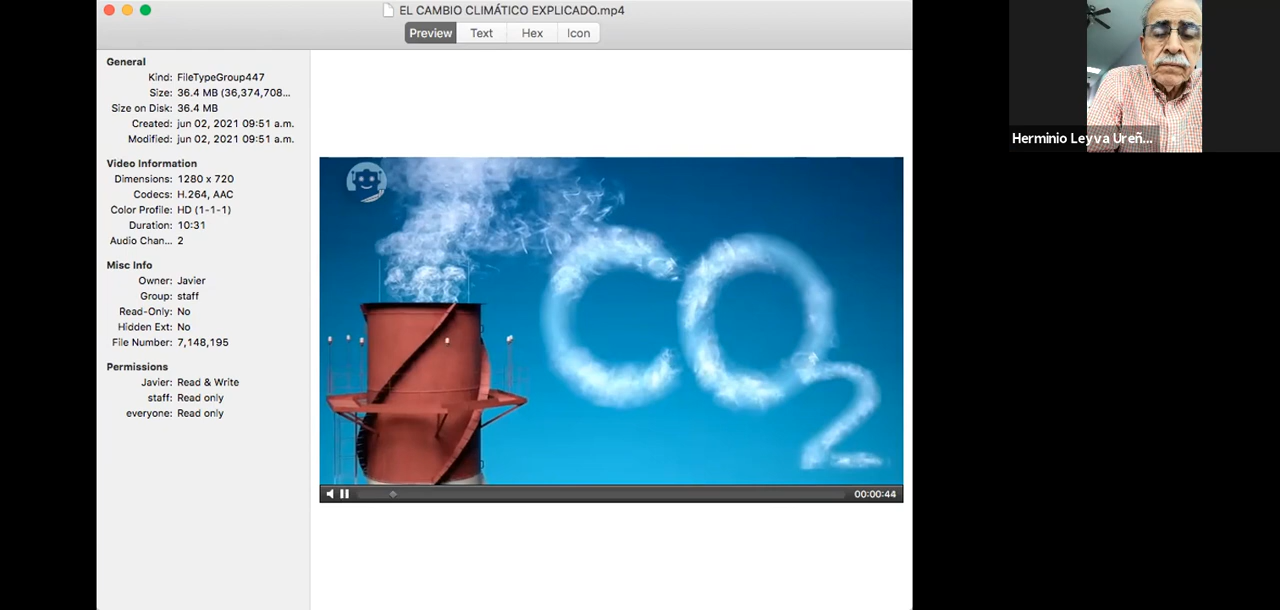 EL CAMBIO CLIMÁTICO EXPLICADO.mp4
Preview Text Hex Icon
General
Kind: FileTypeGroup447
Size: 36.4 MB (36,374,708...
Size on Disk: 36.4 MB
Created: jun 02, 2021 09:51 a.m.
Modified: jun 02, 2021 09:51 a.m.
Video Information
Dimensions: 1280 x 720
Codecs: H.264, AAC
Color Profile: HD (1-1-1)
Duration: 10:31
Audio Chan... 2
Misc Info
Owner: Javier
Group: staff
Read-Only: No
Hidden Ext: No
File Number: 7,148,195
Permissions
Javier: Read & Write
staff: Read only
everyone: Read only
CO2
00:00:44
Herminio Leyva Ureñ...